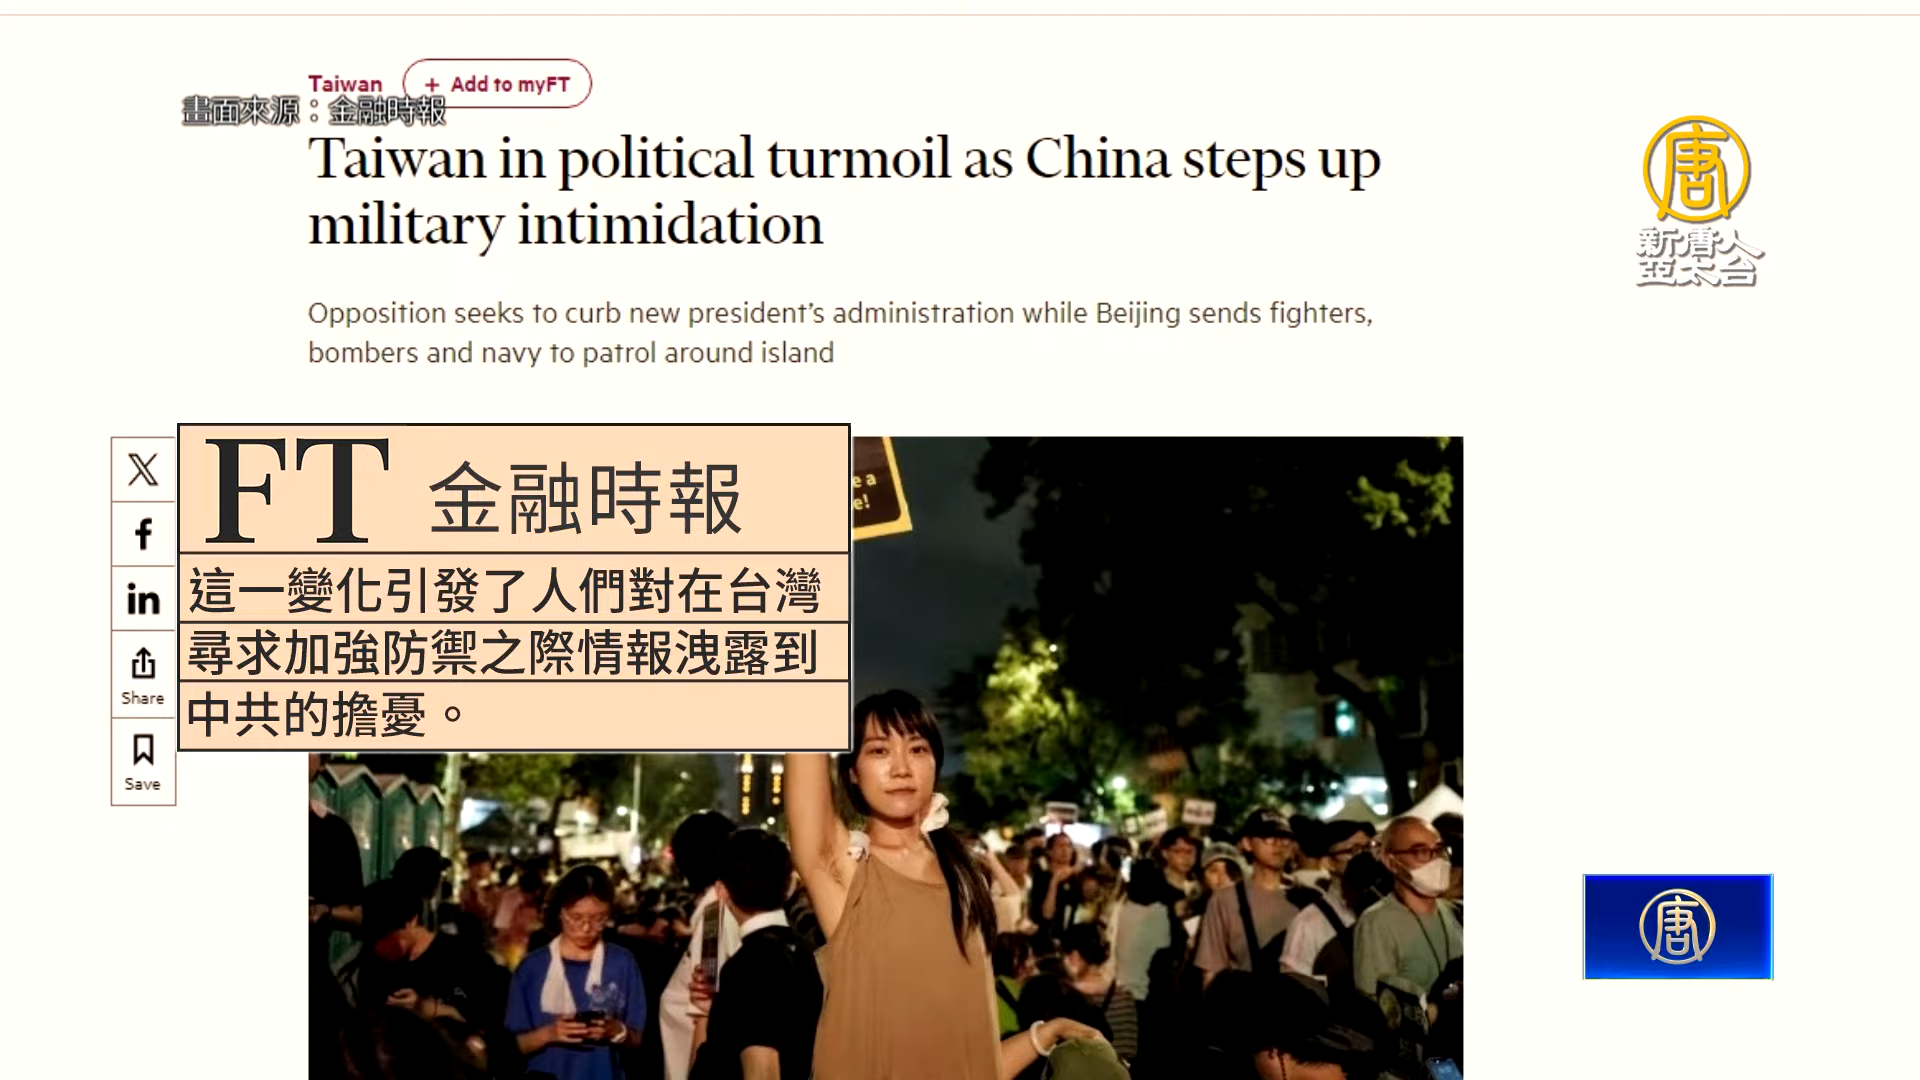 Taiwan
+ Add to myFT
畫面來源：金融時報
Taiwan in political turmoil as China steps up
military intimidation
唐
新唐人
亞太台
Opposition seeks to curb new president’s administration while Beijing sends fighters,
bombers and navy to patrol around island
FT 金融時報
這一變化引發了人們對在台灣
尋求加強防禦之際情報洩露到
中共的擔憂。
e a
e!
X
f
in
Share
Save
唐